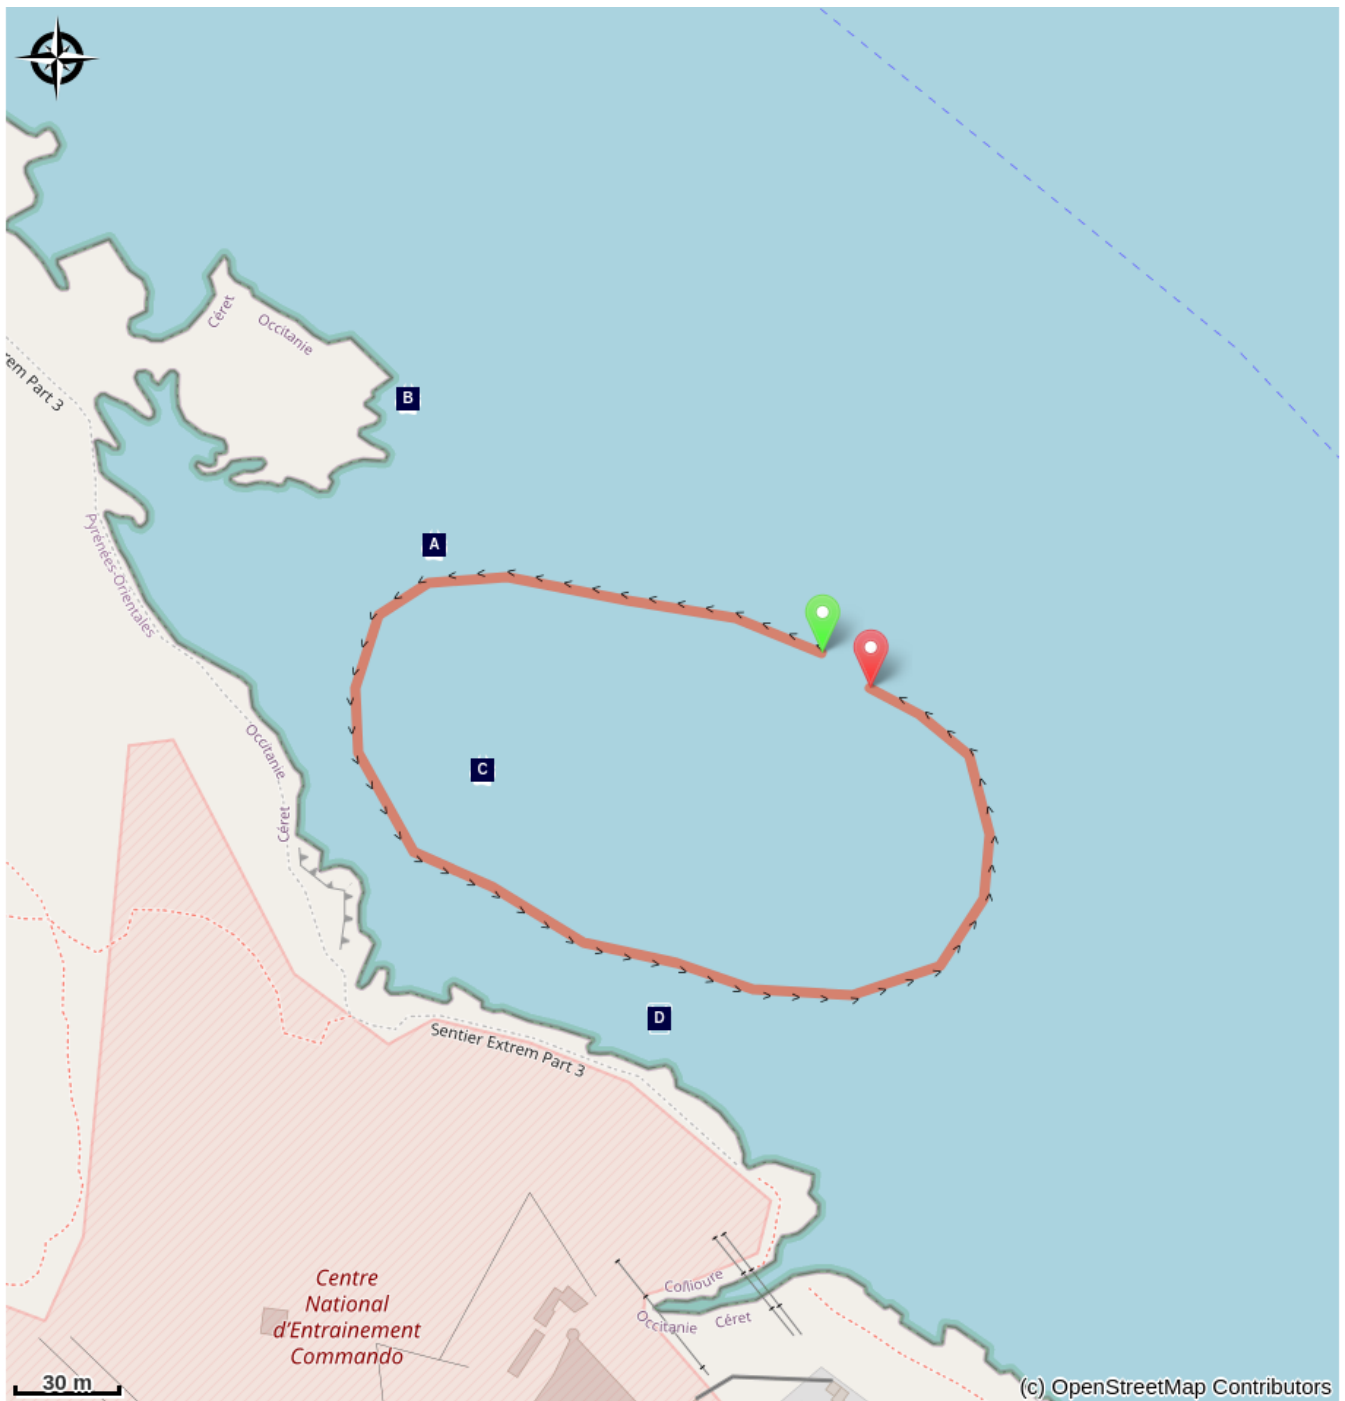 Céret
Occitanie
rem Part 3
B
Pyrénées-Orientales
A
Occitanie
Céret
C
D
Sentier Extrem Part 3
Centre
National
d'Entrainement
Commando
Collioure
Occitanie
Céret
30 m
(c) OpenStreetMap Contributors